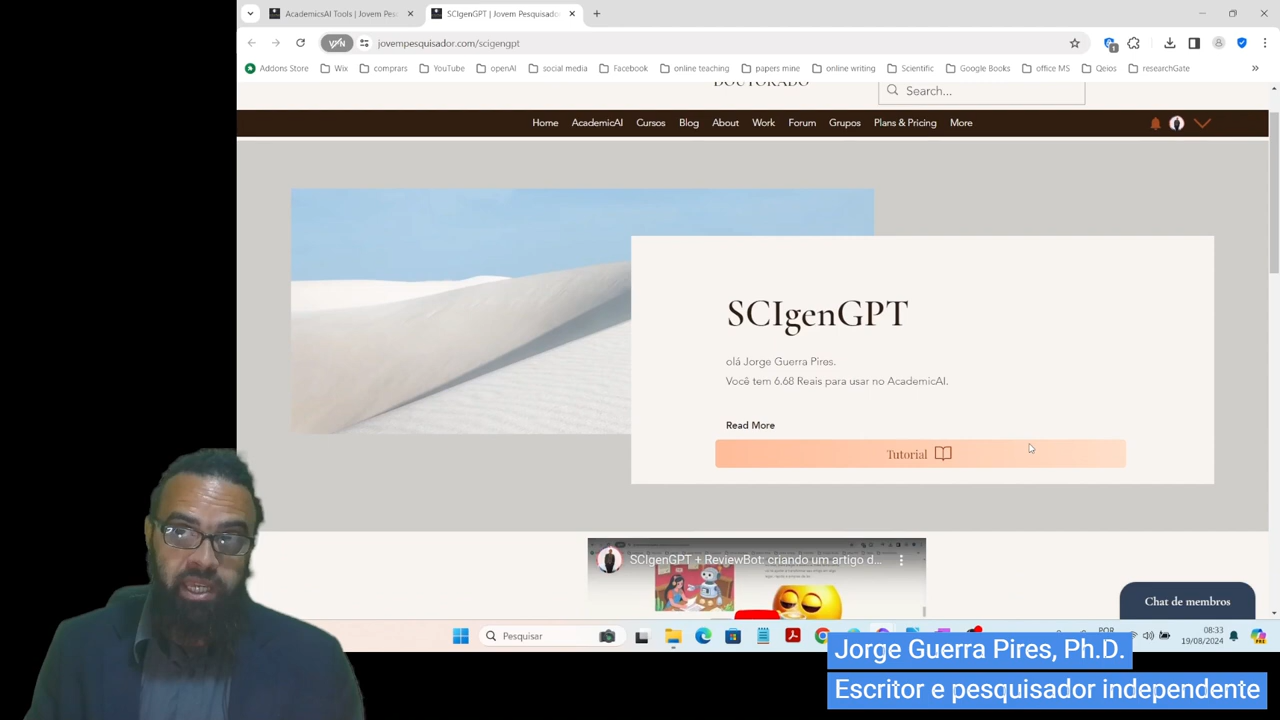 AcademicsAI Tools | Jovem Pes
SCIgenGPT | Jovem Pesquisado
jovempesquisador.com/scigengpt
Addons Store Wix comprars YouTube openAI social media Facebook online teaching papers mine online writing Scientific Google Books office MS Qeios researchGate »
DOUTORADO
Search...
Home AcademicAI Cursos Blog About Work Forum Grupos Plans & Pricing More
SCIgenGPT
olá Jorge Guerra Pires.
Você tem 6.68 Reais para usar no AcademicAI.
Read More
Tutorial
SCIgenGPT + ReviewBot: criando um artigo d...
Chat de membros
Pesquisar
POR
08:33
19/08/2024
Jorge Guerra Pires, Ph.D.
Escritor e pesquisador independente